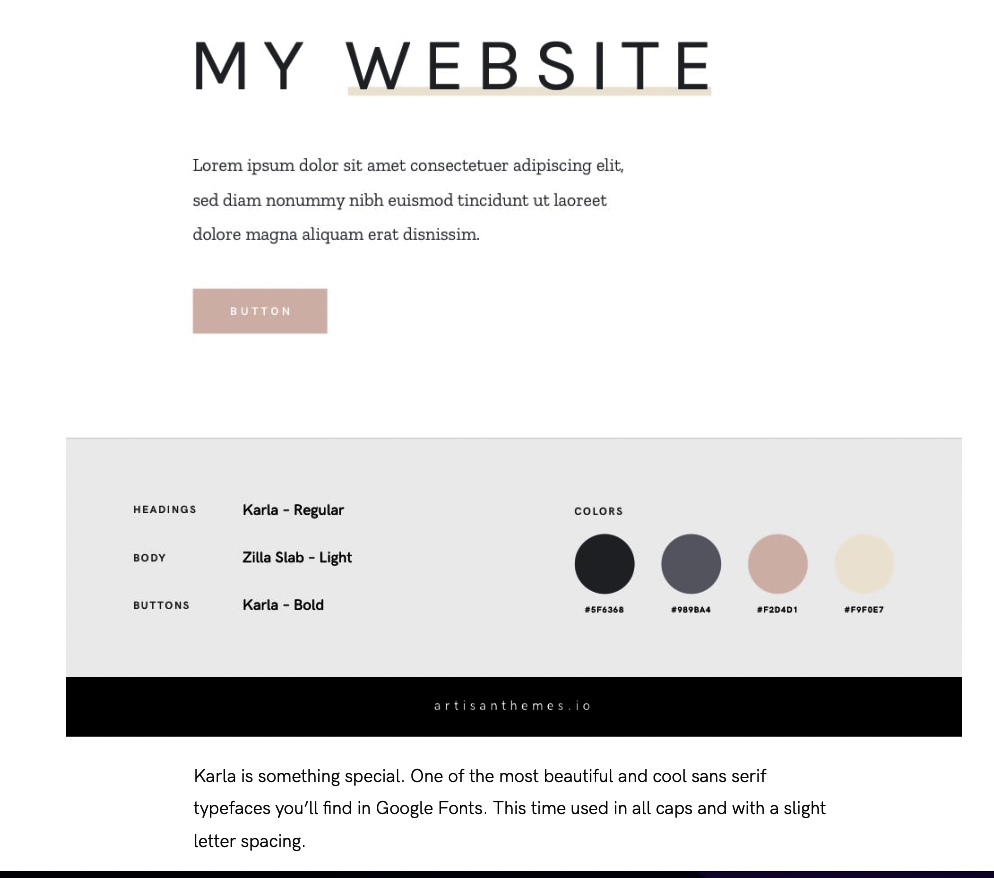 MY WEBSITE
Lorem ipsum dolor sit amet consectetuer adipiscing elit,
sed diam nonummy nibh euismod tincidunt ut laoreet
dolore magna aliquam erat disnissim.
BUTTON
HEADINGS Karla - Regular
BODY Zilla Slab - Light
BUTTONS Karla - Bold
COLORS
#5F6368 #989BA4 #F2D4D1 #F9F0E7
artisanthemes.io
Karla is something special. One of the most beautiful and cool sans serif
typefaces you’ll find in Google Fonts. This time used in all caps and with a slight
letter spacing.